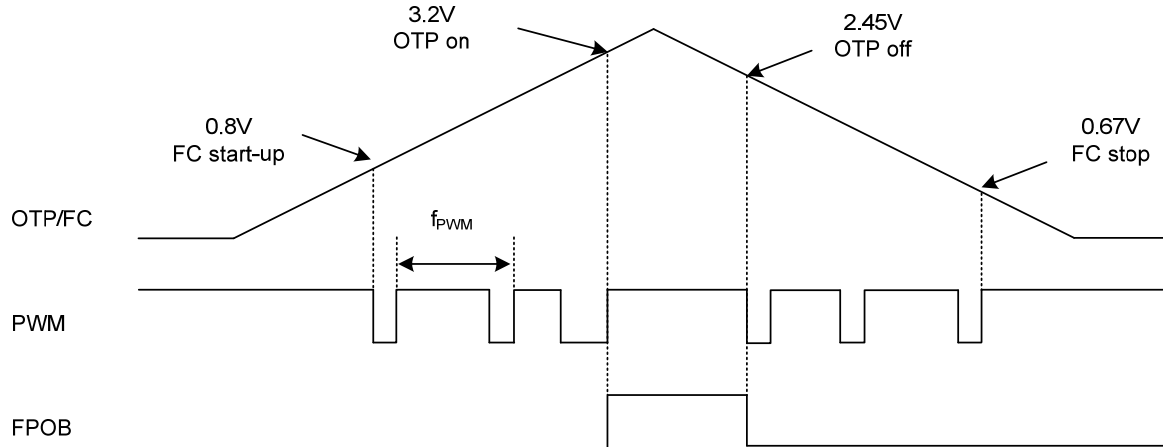 3.2V
OTP on
2.45V
OTP off
0.8V
FC start-up
0.67V
FC stop
OTP/FC
fPWM
PWM
FPOB